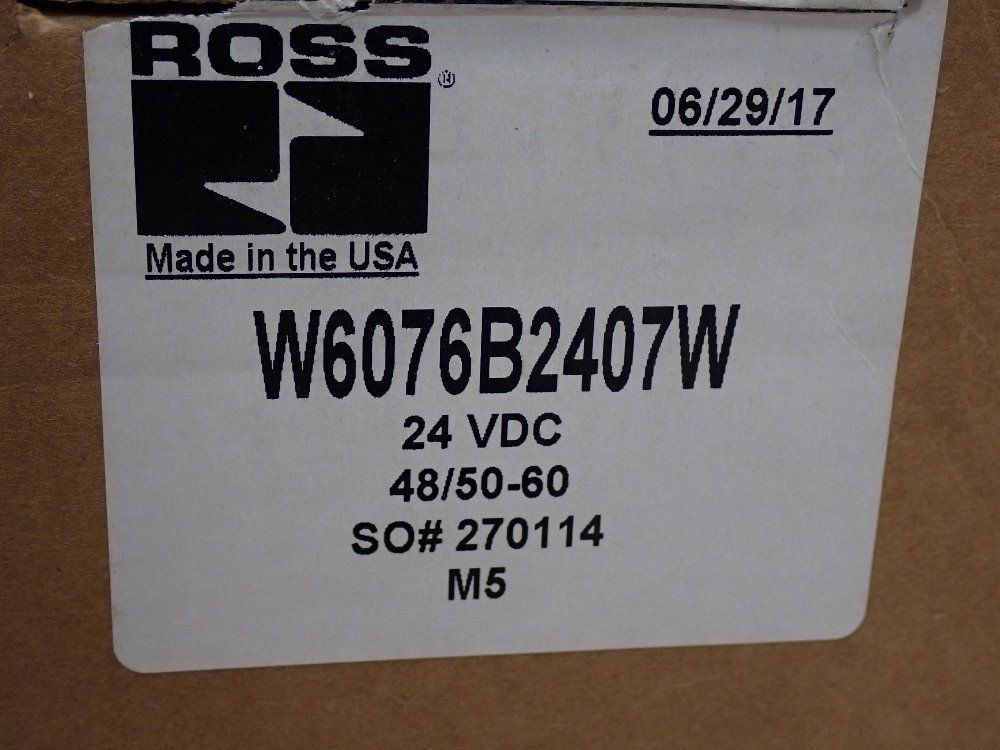 ROSS
®
06/29/17
Made in the USA
W6076B2407W
24 VDC
48/50-60
SO# 270114
M5